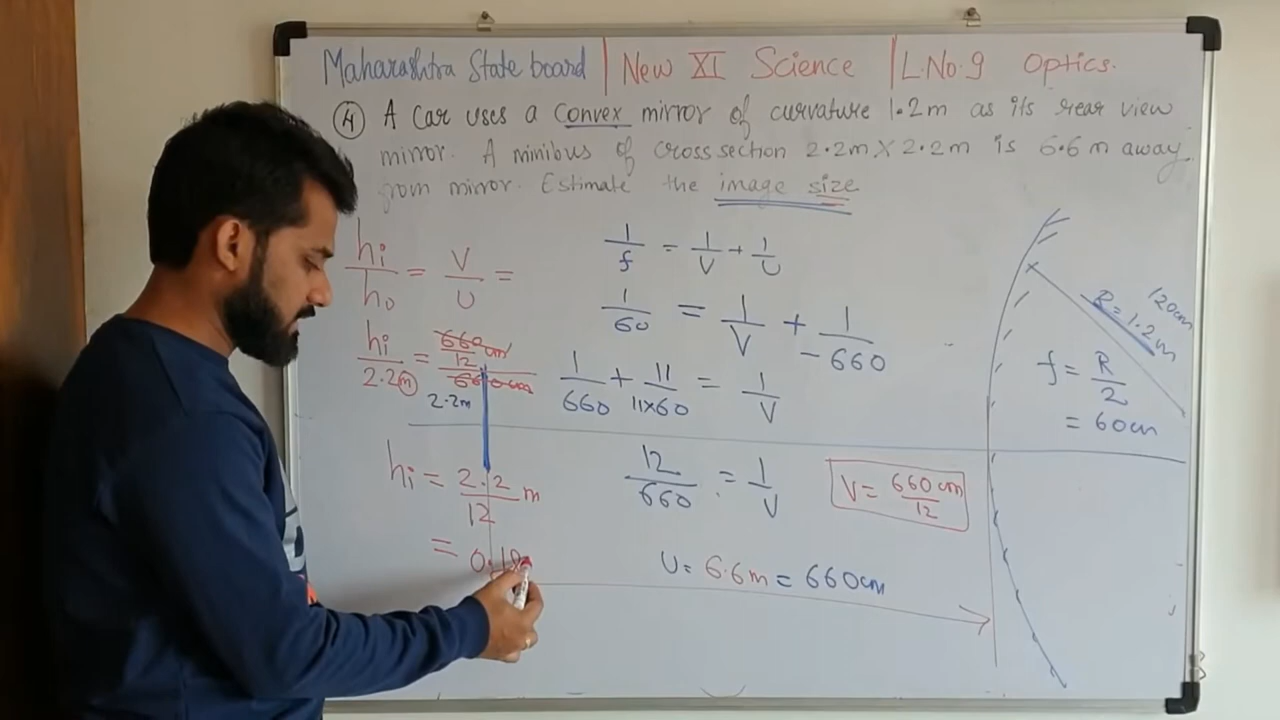 Maharashtra State board | New XI Science | L.No.9 Optics.
4 A Car uses a Convex mirror of curvature 1.2m as its rear view
mirror. A minibus of cross section 2.2m X 2.2m is 6.6 m away
from mirror. Estimate the image size
hi/ho = V/U =
hi/2.2m = 660cm/12 / 660cm
2.2m
hi = 2.2/12 m
= 0.18
1/f = 1/V + 1/U
1/60 = 1/V + 1/-660
1/660 + 11/11x60 = 1/V
12/660 = 1/V
V = 660cm/12
U = 6.6m = 660cm
120cm
R = 1.2m
f = R/2
= 60cm